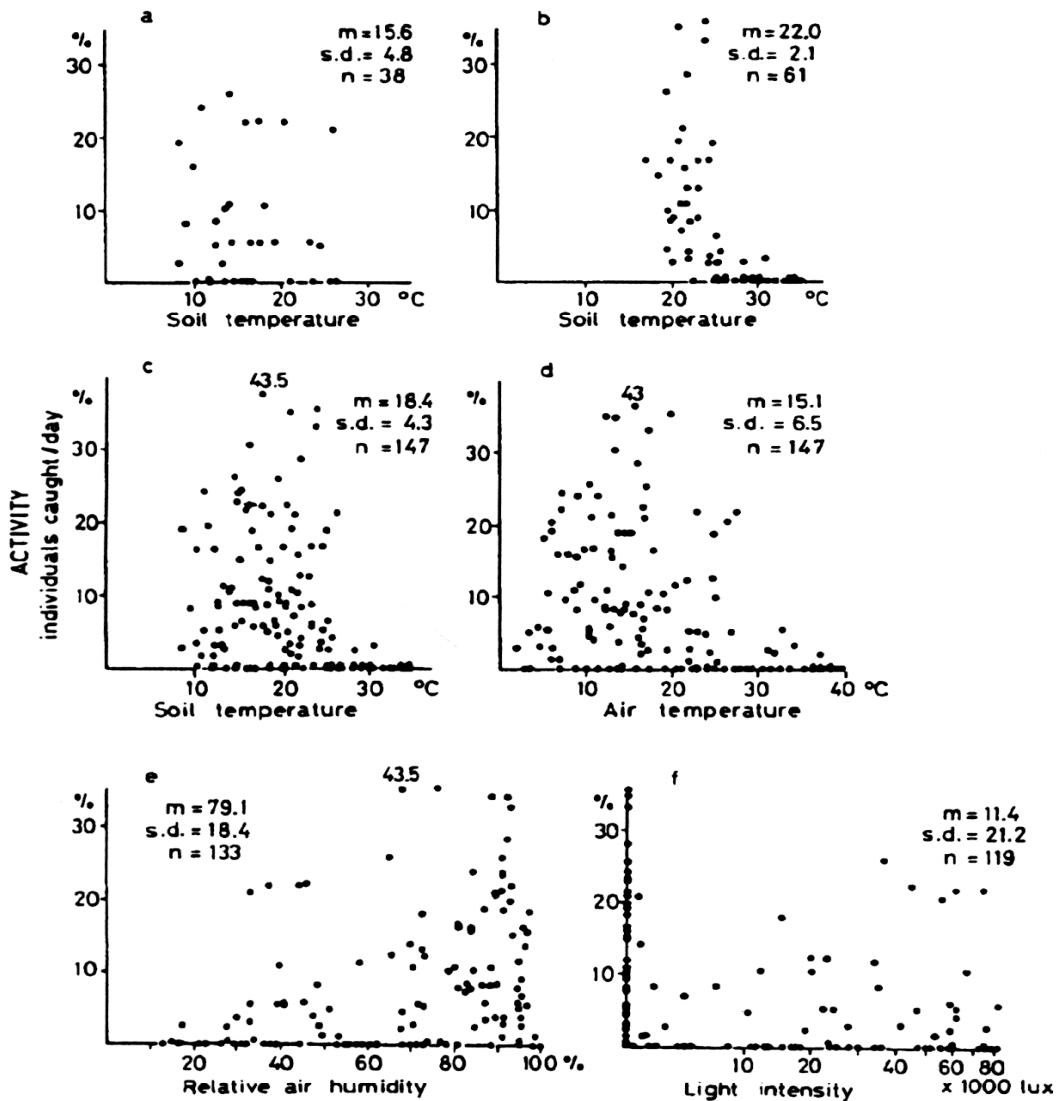 a
%
30
20
10
m = 15.6
s.d. = 4.8
n = 38
10 20 30 °C
Soil temperature
b
%
30
20
10
m = 22.0
s.d. = 2.1
n = 61
10 20 30 °C
Soil temperature
ACTIVITY
individuals caught/day
c
43.5
%
30
20
10
m = 18.4
s.d. = 4.3
n = 147
10 20 30 °C
Soil temperature
d
43
%
30
20
10
m = 15.1
s.d. = 6.5
n = 147
10 20 30 40 °C
Air temperature
e
43.5
%
30
20
10
m = 79.1
s.d. = 18.4
n = 133
20 40 60 80 100 %
Relative air humidity
f
%
30
20
10
m = 11.4
s.d. = 21.2
n = 119
10 20 40 60 80
Light intensity x 1000 lux